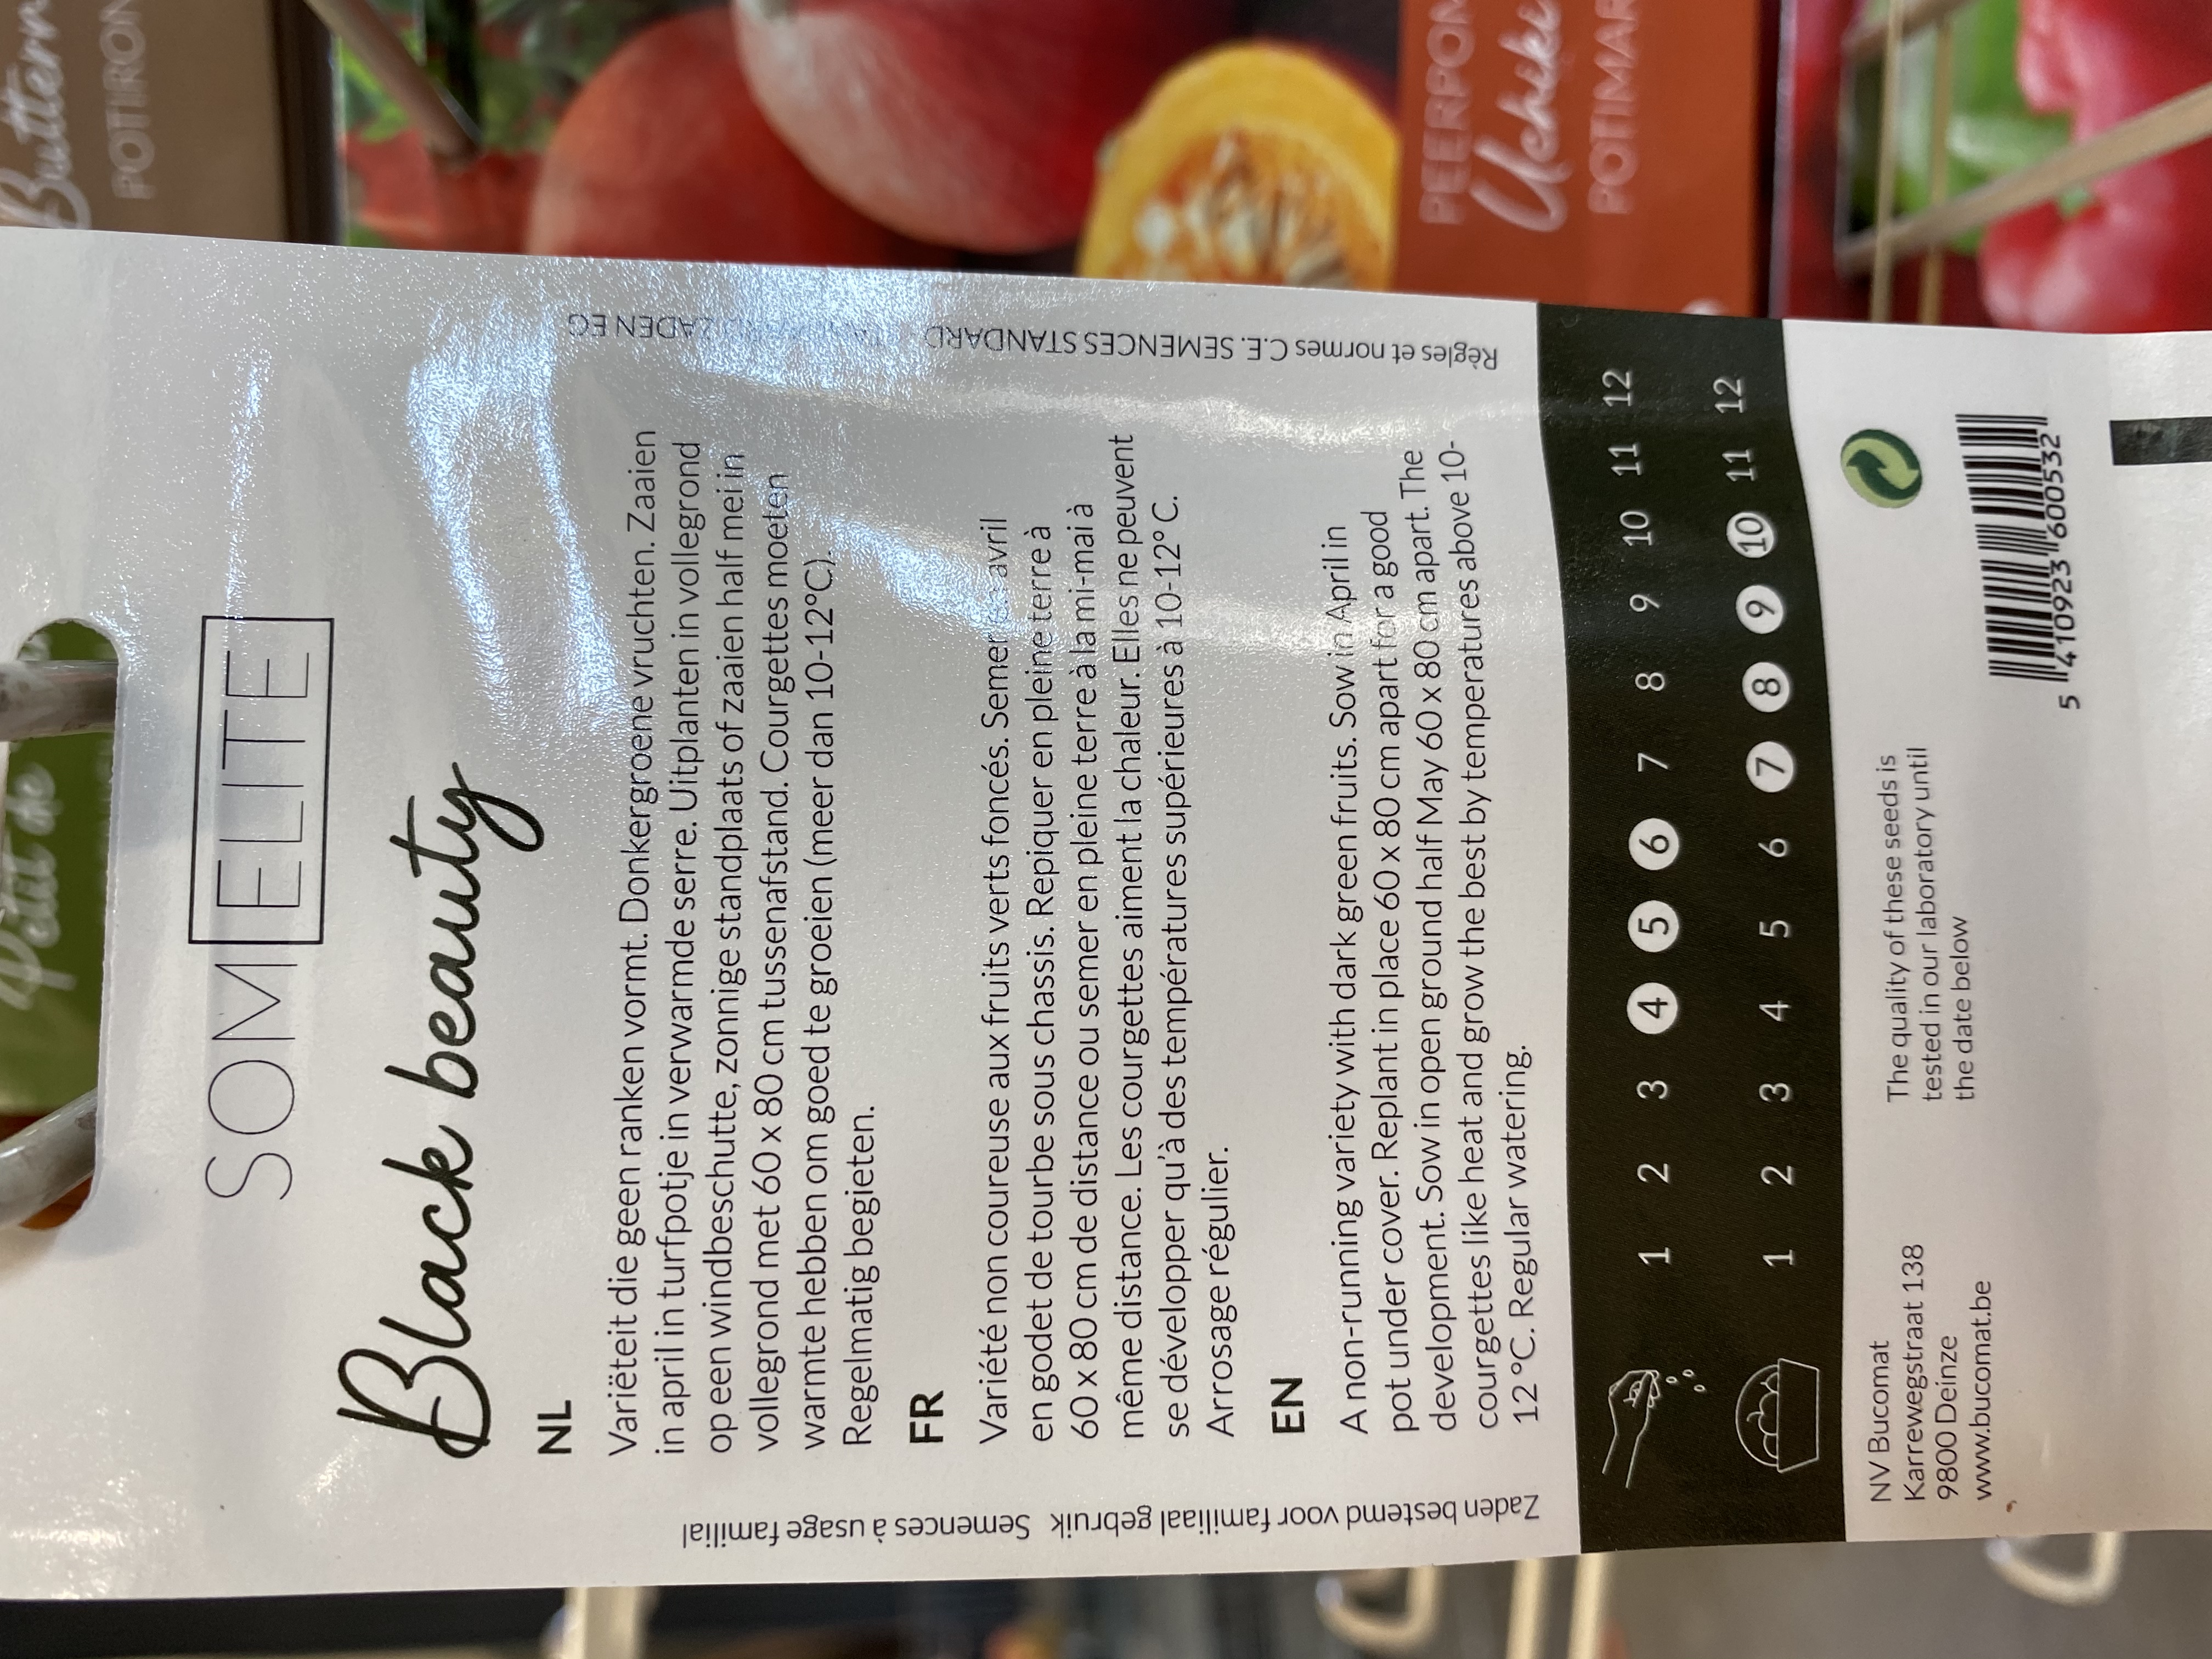 SOM ELITE
Black beauty
NL
Variëteit die geen ranken vormt. Donkergroene vruchten. Zaaien
in april in turfpotje in verwarmde serre. Uitplanten in vollegrond
op een windbeschutte, zonnige standplaats of zaaien half mei in
vollegrond met 60 x 80 cm tussenafstand. Courgettes moeten
warmte hebben om goed te groeien (meer dan 10-12°C).
Regelmatig begieten.
FR
Variété non coureuse aux fruits verts foncés. Semer en avril
en godet de tourbe sous chassis. Repiquer en pleine terre à
60 x 80 cm de distance ou semer en pleine terre à la mi-mai à
même distance. Les courgettes aiment la chaleur. Elles ne peuvent
se développer qu'à des températures supérieures à 10-12° C.
Arrosage régulier.
EN
A non-running variety with dark green fruits. Sow in April in
pot under cover. Replant in place 60 x 80 cm apart for a good
development. Sow in open ground half May 60 x 80 cm apart. The
courgettes like heat and grow the best by temperatures above 10-
12 °C. Regular watering.
Zaden bestemd voor familiaal gebruik Semences à usage familial
Règles et normes C.E. SEMENCES STANDARD ZADEN EG
1 2 3 4 5 6 7 8 9 10 11 12
1 2 3 4 5 6 7 8 9 10 11 12
NV Bucomat
Karrewegstraat 138
9800 Deinze
www.bucomat.be
The quality of these seeds is
tested in our laboratory until
the date below
5 410923 600532
Petit de
POTIRON
PEERPOM
Uchiki
POTIMAR